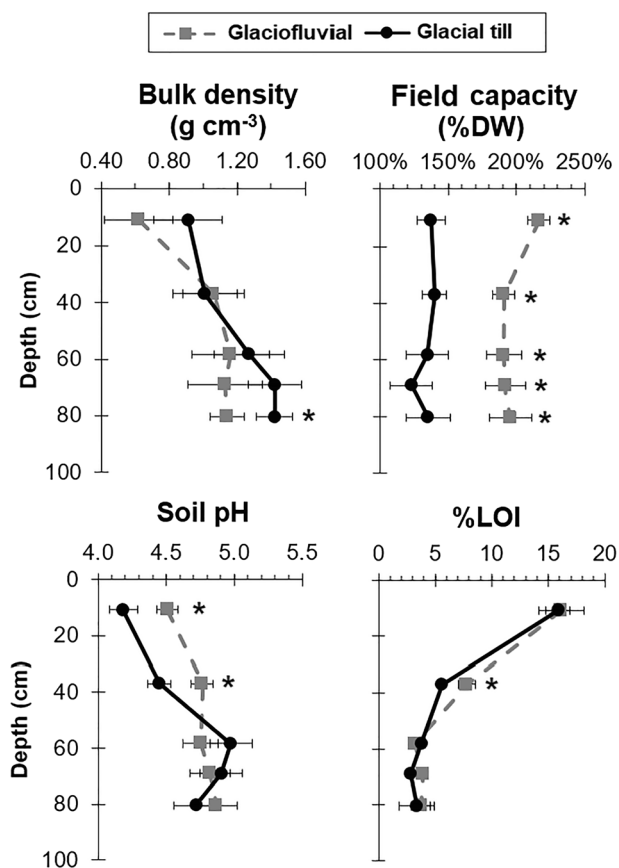 Glaciofluvial Glacial till
Bulk density
(g cm-3)
0.40 0.80 1.20 1.60
Field capacity
(%DW)
100% 150% 200% 250%
0
20
40
60
80
100
Depth (cm)
*
*
*
*
*
*
Soil pH
4.0 4.5 5.0 5.5
%LOI
0 5 10 15 20
0
20
40
60
80
100
Depth (cm)
*
*
*